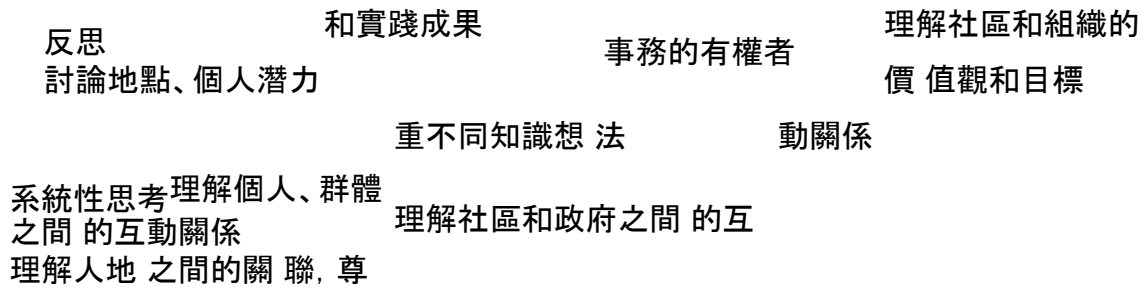 反思
討論地點、個人潛力
和實踐成果
事務的有權者
理解社區和組織的
價 值觀和目標
重不同知識想 法
動關係
系統性思考
理解個人、群體
之間 的互動關係
理解人地 之間的關 聯, 尊
理解社區和政府之間 的互